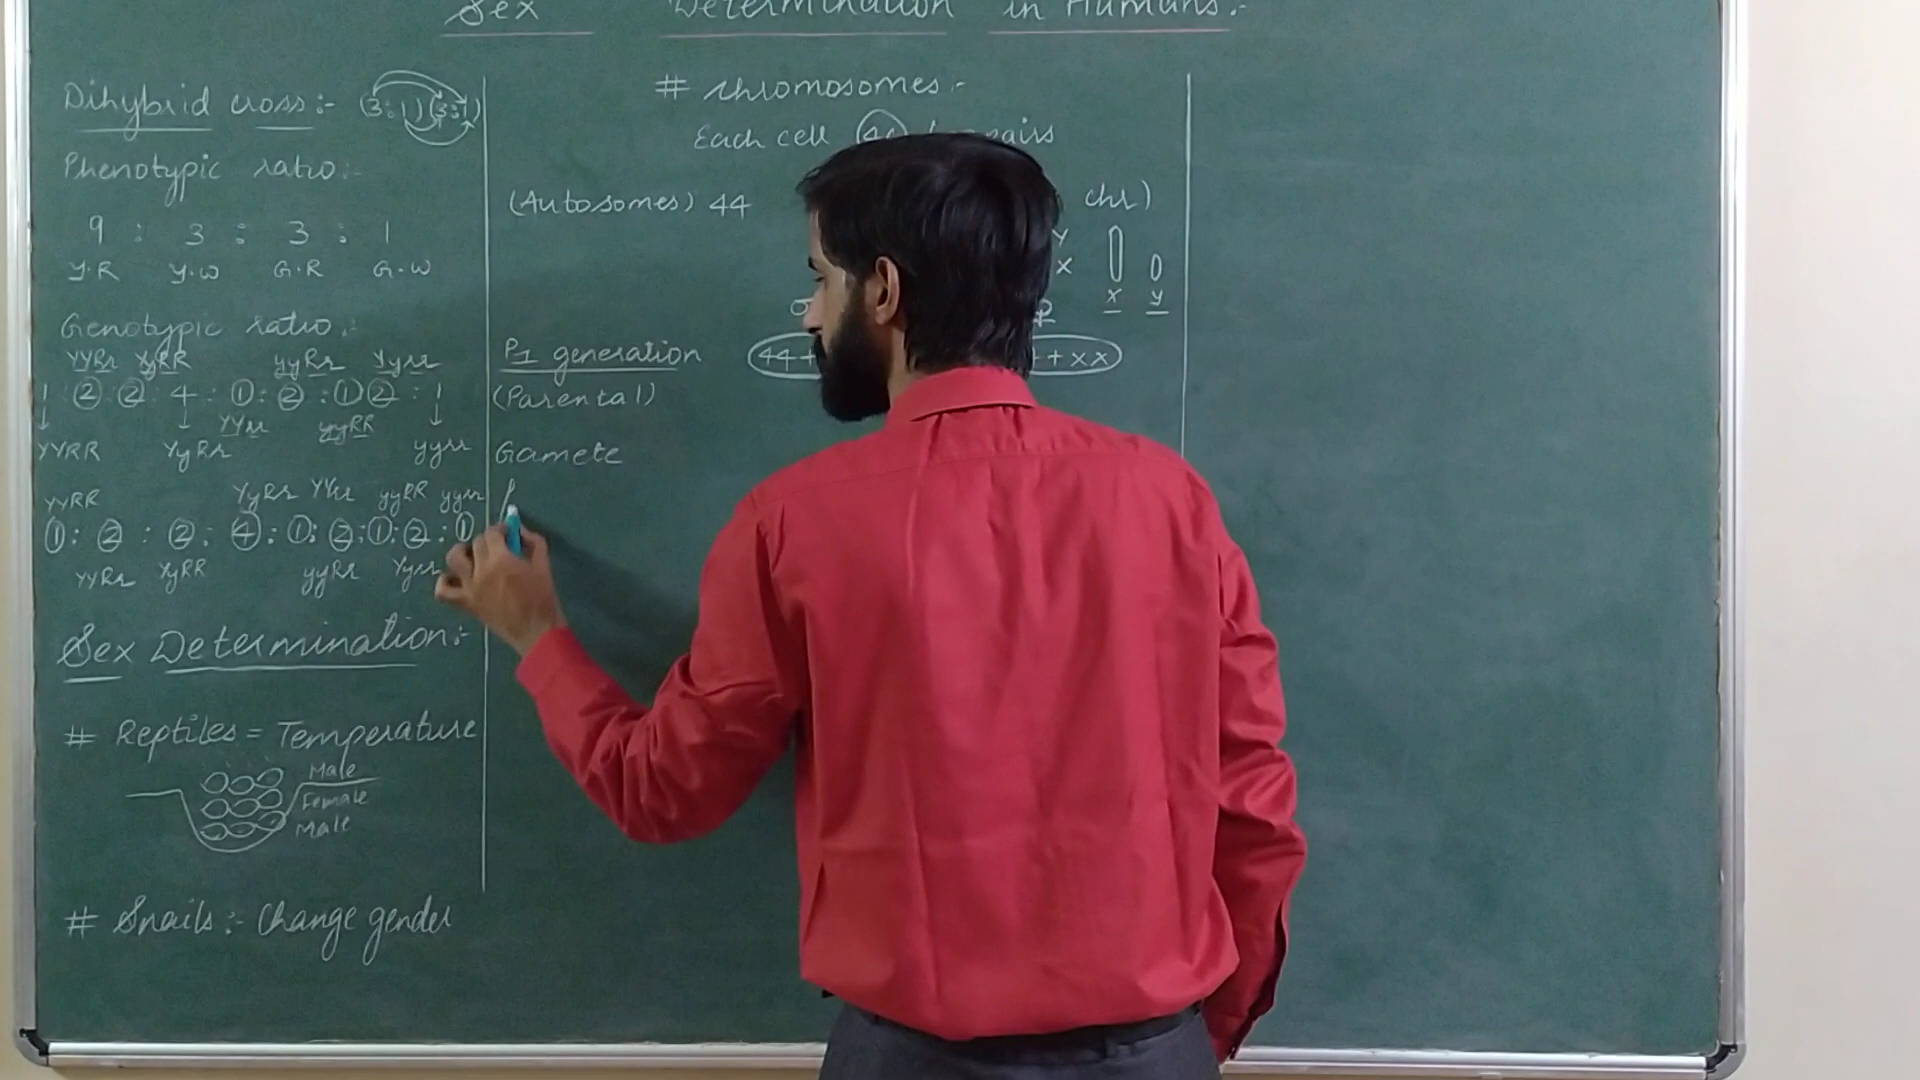 Sex Determination in Humans:-
Dihybrid cross:- (3:1)(3:1)
Phenotypic ratio:-
9 : 3 : 3 : 1
Y.R Y.W G.R G.W
Genotypic ratio:-
YYRr YyRR yyRr Yyrr
1 : 2 : 2 : 4 : 1 : 2 : 1 2 : 1
YYrr yyRR
YYRR YyRr yyrr
YYRR YyRr YYrr yyRR yyrr
1 : 2 : 2 : 4 : 1 : 2 : 1 : 2 : 1
YYRr YyRR yyRr Yyrr
Sex Determination:-
# Reptiles = Temperature
Male
Female
Male
# Snails:- Change gender
# Chromosomes:-
Each cell pairs
(Autosomes) 44 chr)
Y
X
x y
P1 generation 44+ + xx
(Parental)
Gamete